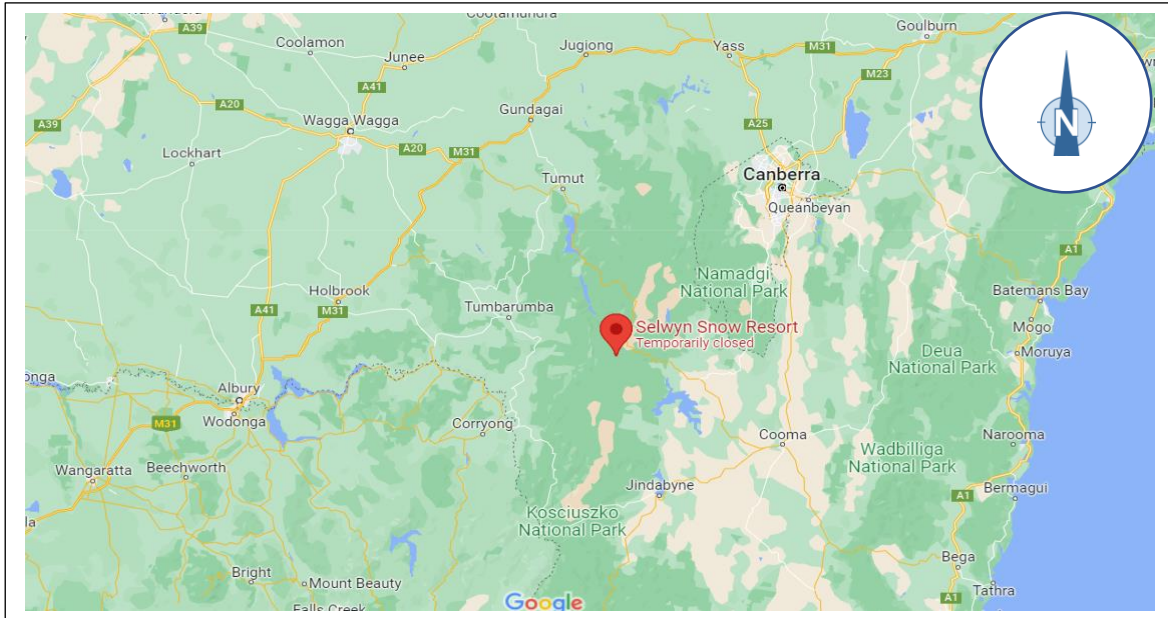 A39
Cootamundra
Goulburn
Coolamon
Jugiong
Yass
M31
Junee
M23
A41
A20
Gundagai
A39
Wagga Wagga
A25
N
A20
M31
Lockhart
Tumut
Canberra
Queanbeyan
A1
Namadgi
National Park
Holbrook
Batemans Bay
A41
M31
Tumbarumba
Mogo
Selwyn Snow Resort
Temporarily closed
Moruya
Deua
National Park
Albury
M31
Wodonga
Corryong
Cooma
Narooma
Wadbilliga
National Park
Wangaratta
Beechworth
Jindabyne
A1
Bermagui
Kosciuszko
National Park
Bega
Bright
Mount Beauty
Tathra
A1
Google
Falls Creek